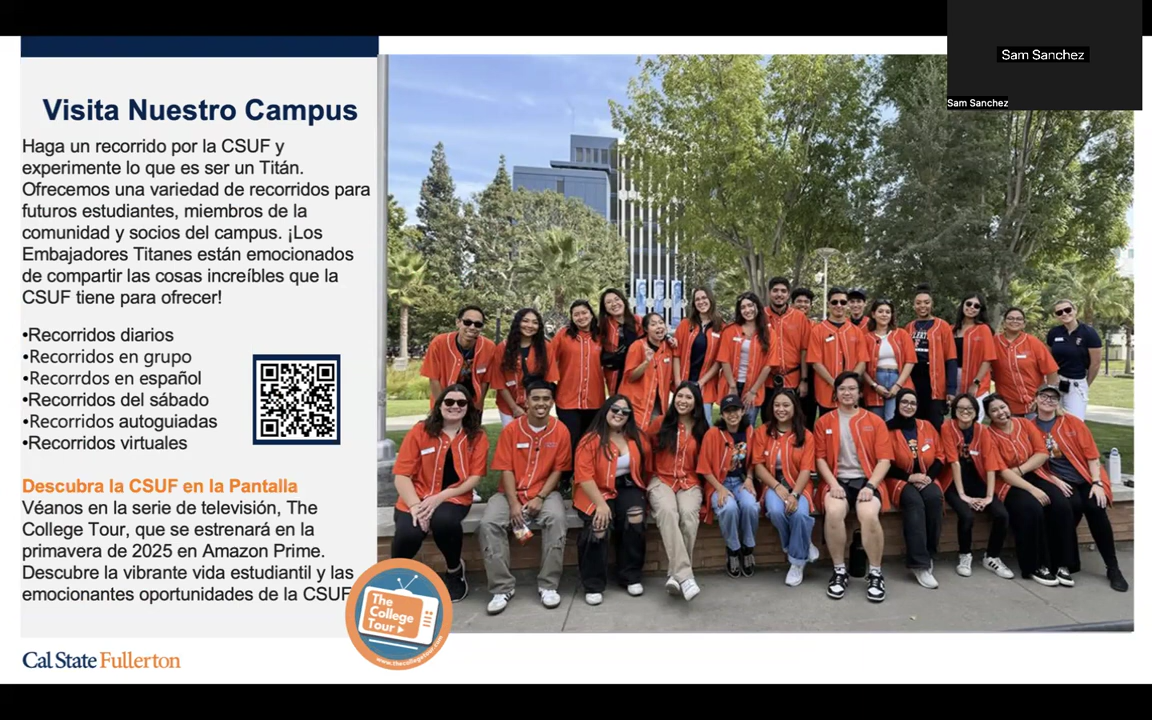 Sam Sanchez
Sam Sanchez
Visita Nuestro Campus
Haga un recorrido por la CSUF y
experimente lo que es ser un Titán.
Ofrecemos una variedad de recorridos para
futuros estudiantes, miembros de la
comunidad y socios del campus. ¡Los
Embajadores Titanes están emocionados
de compartir las cosas increíbles que la
CSUF tiene para ofrecer!
•Recorridos diarios
•Recorridos en grupo
•Recorrdos en español
•Recorridos del sábado
•Recorridos autoguiadas
•Recorridos virtuales
Descubra la CSUF en la Pantalla
Véanos en la serie de televisión, The
College Tour, que se estrenará en la
primavera de 2025 en Amazon Prime.
Descubre la vibrante vida estudiantil y las
emocionantes oportunidades de la CSUF
The
College
Tour
www.thecollegetour.com
Cal State Fullerton